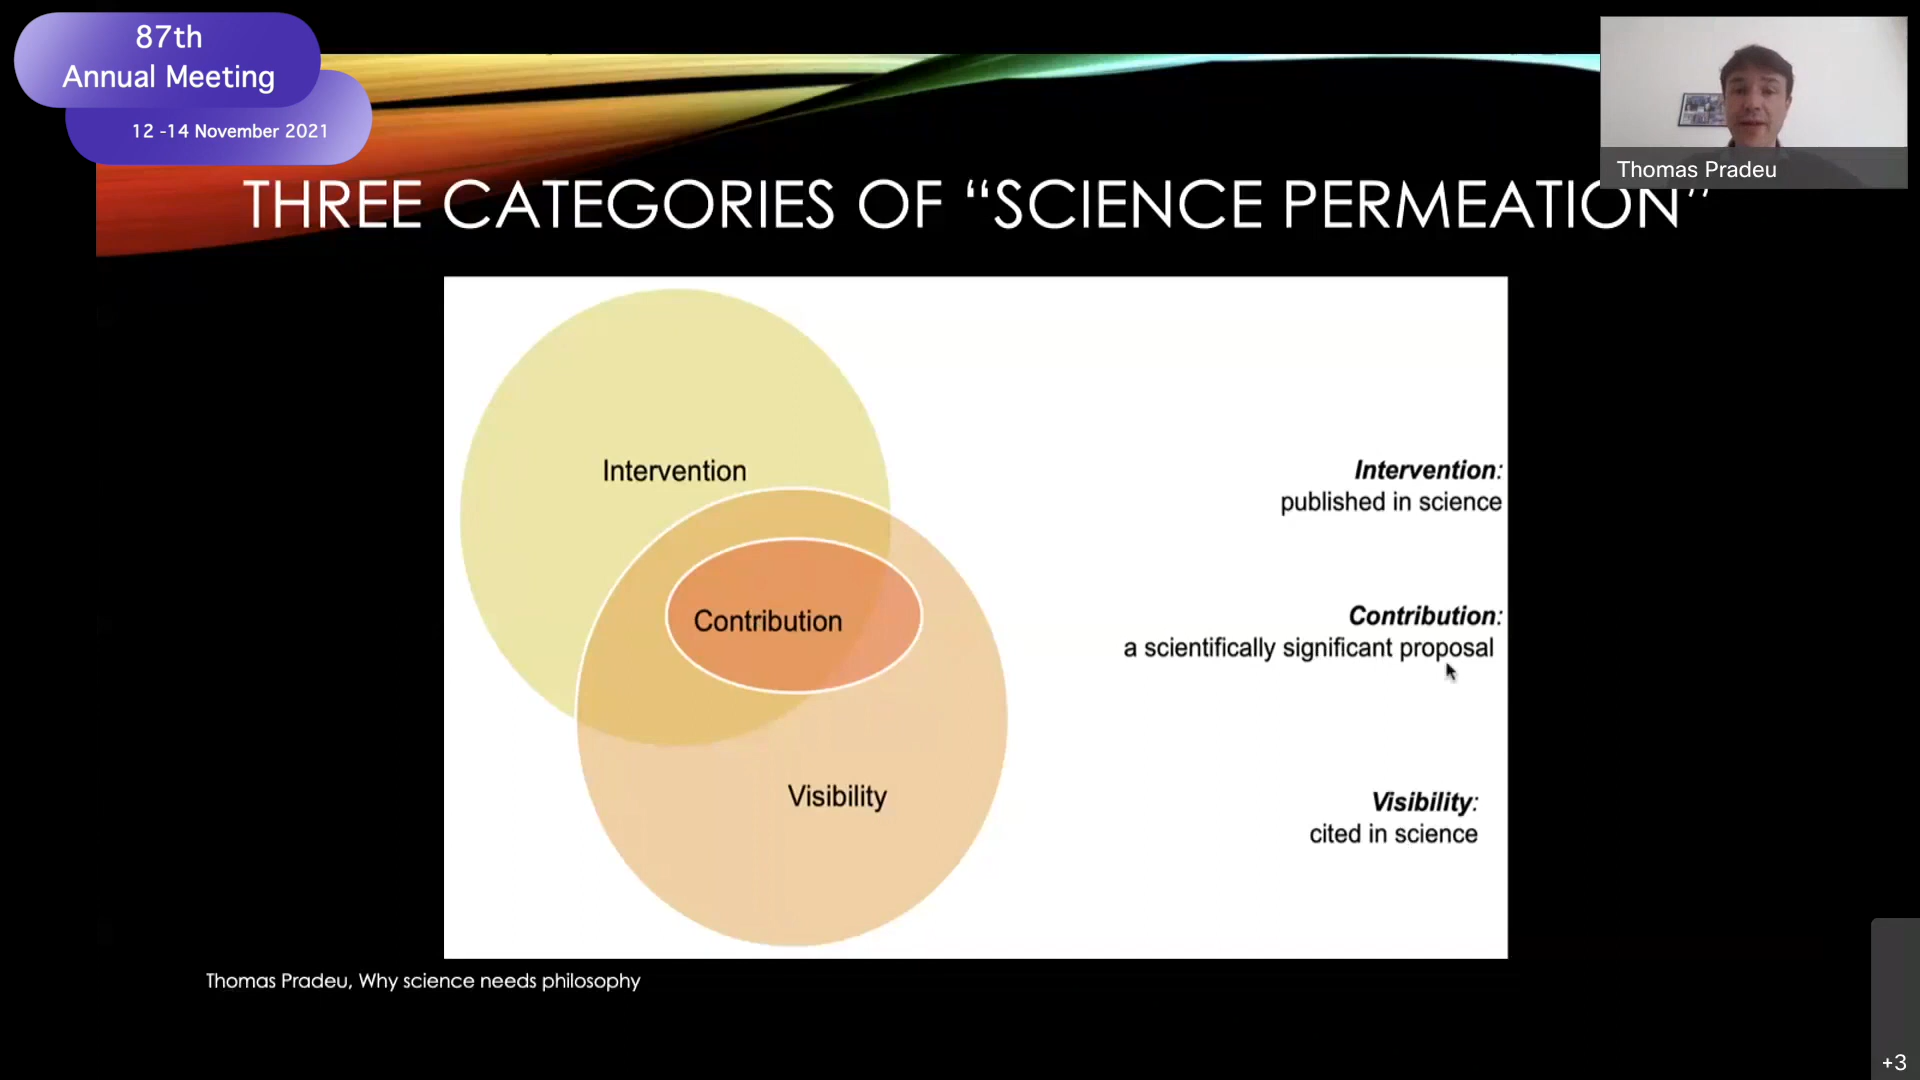 87th
Annual Meeting
12 -14 November 2021
Thomas Pradeu
THREE CATEGORIES OF “SCIENCE PERMEATION”
Intervention
Contribution
Visibility
Intervention:
published in science
Contribution:
a scientifically significant proposal
Visibility:
cited in science
Thomas Pradeu, Why science needs philosophy
+3